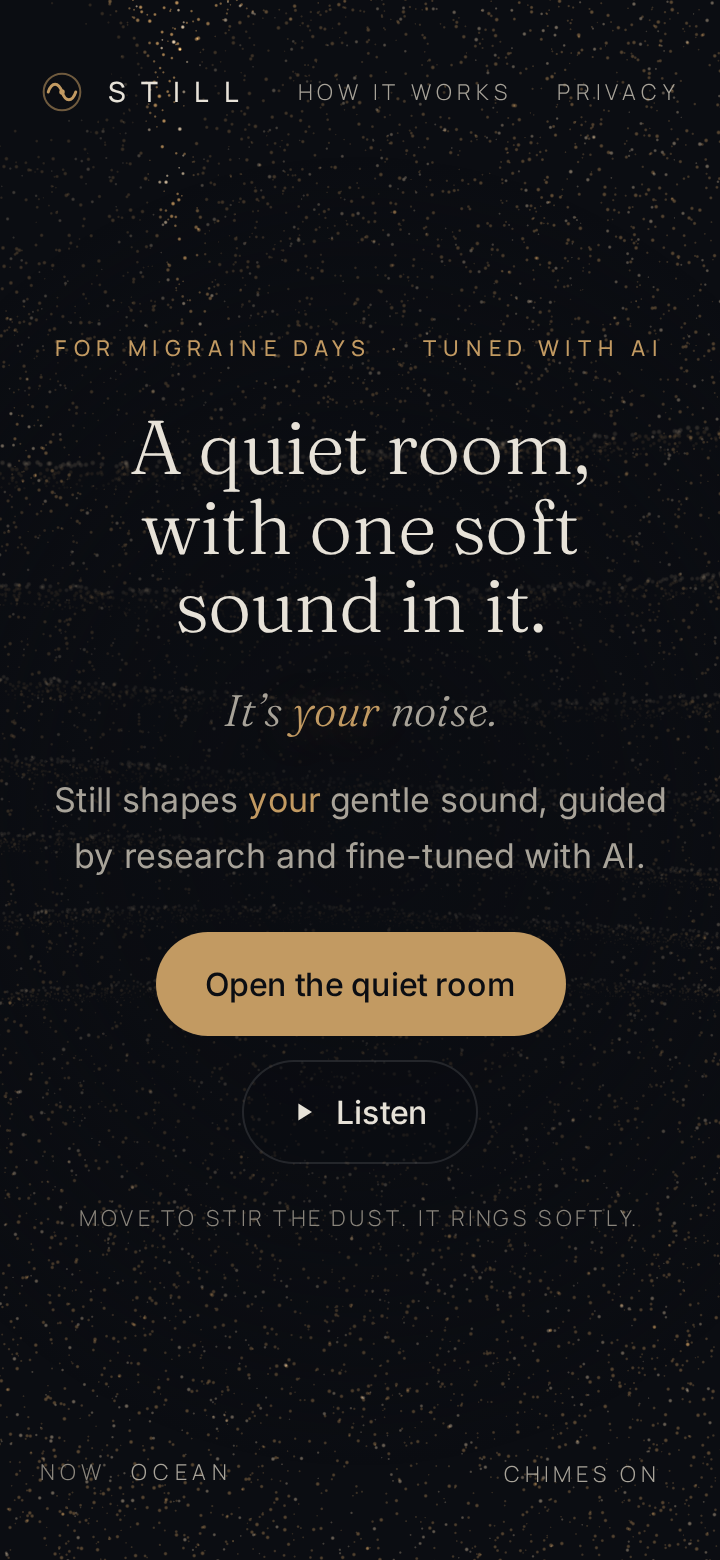 STILL HOW IT WORKS PRIVACY
FOR MIGRAINE DAYS · TUNED WITH AI
A quiet room,
with one soft
sound in it.
It’s your noise.
Still shapes your gentle sound, guided
by research and fine-tuned with AI.
Open the quiet room
Listen
MOVE TO STIR THE DUST. IT RINGS SOFTLY.
NOW OCEAN CHIMES ON